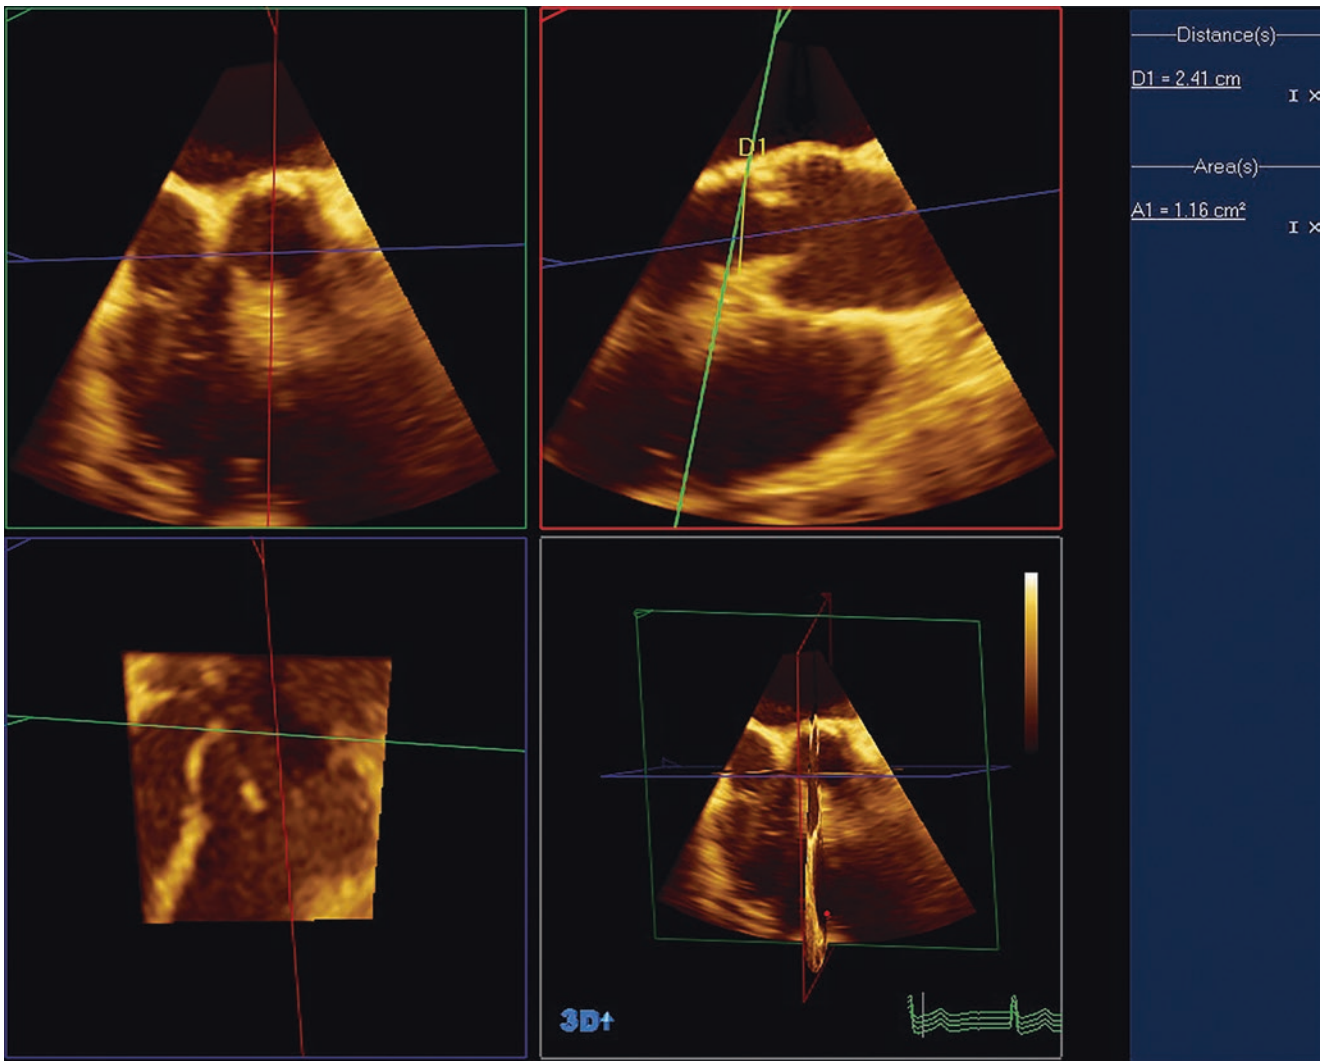 Distance(s)
D1 = 2.41 cm
I ×
Area(s)
A1 = 1.16 cm²
I ×
D1
3D